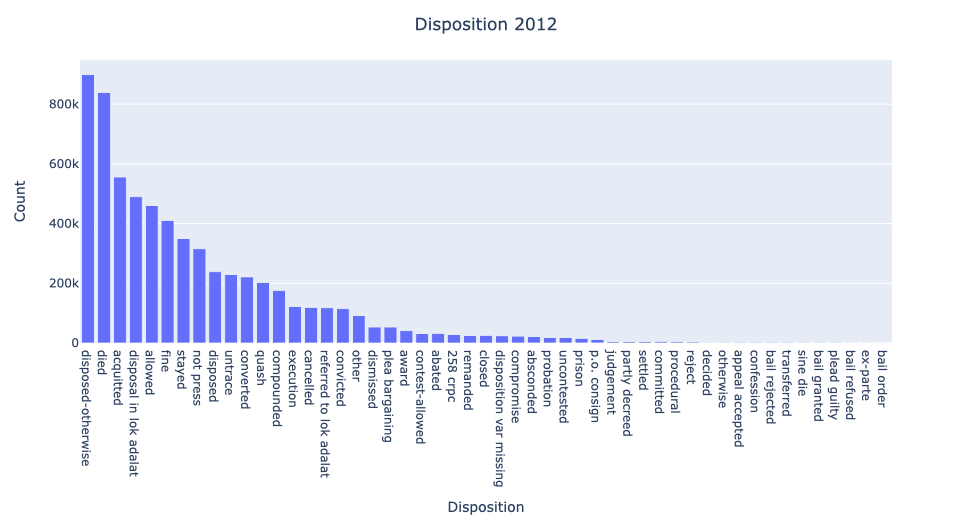 Disposition 2012
Count
800k
600k
400k
200k
0
disposed-otherwise
died
acquitted
disposal in lok adalat
allowed
fine
stayed
not press
disposed
untrace
converted
quash
compounded
execution
cancelled
referred to lok adalat
convicted
other
dismissed
plea bargaining
award
contest-allowed
abated
258 crpc
remanded
closed
disposition var missing
compromise
absconded
probation
uncontested
prison
p.o. consign
judgement
partly decreed
settled
committed
procedural
reject
decided
otherwise
appeal accepted
confession
bail rejected
transferred
sine die
bail granted
plead guilty
bail refused
ex-parte
bail order
Disposition